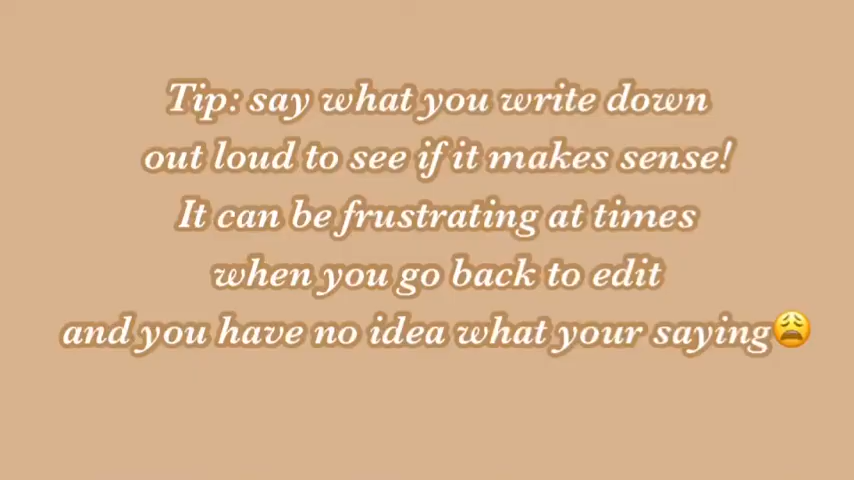 Tip: say what you write down
out loud to see if it makes sense!
It can be frustrating at times
when you go back to edit
and you have no idea what your saying😩